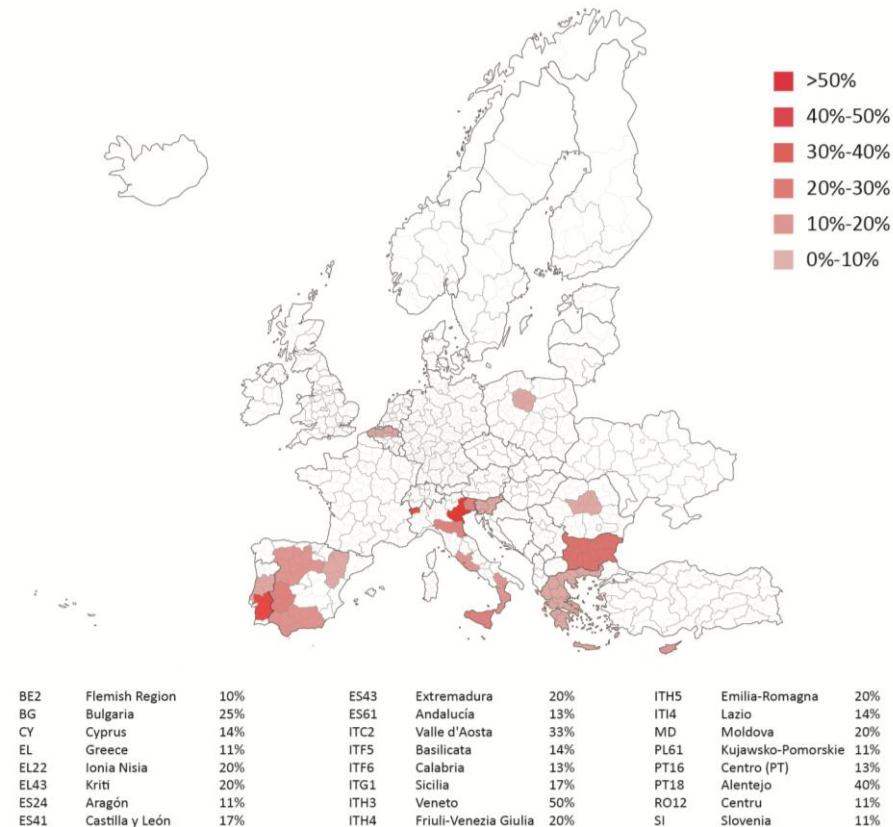 >50%
40%-50%
30%-40%
20%-30%
10%-20%
0%-10%
BE2 Flemish Region 10% ES43 Extremadura 20% ITH5 Emilia-Romagna 20%
BG Bulgaria 25% ES61 Andalucía 13% ITI4 Lazio 14%
CY Cyprus 14% ITC2 Valle d'Aosta 33% MD Moldova 20%
EL Greece 11% ITF5 Basilicata 14% PL61 Kujawsko-Pomorskie 11%
EL22 Ionia Nisia 20% ITF6 Calabria 13% PT16 Centro (PT) 13%
EL43 Kriti 20% ITG1 Sicilia 17% PT18 Alentejo 40%
ES24 Aragón 11% ITH3 Veneto 50% RO12 Centru 11%
ES41 Castilla y León 17% ITH4 Friuli-Venezia Giulia 20% SI Slovenia 11%